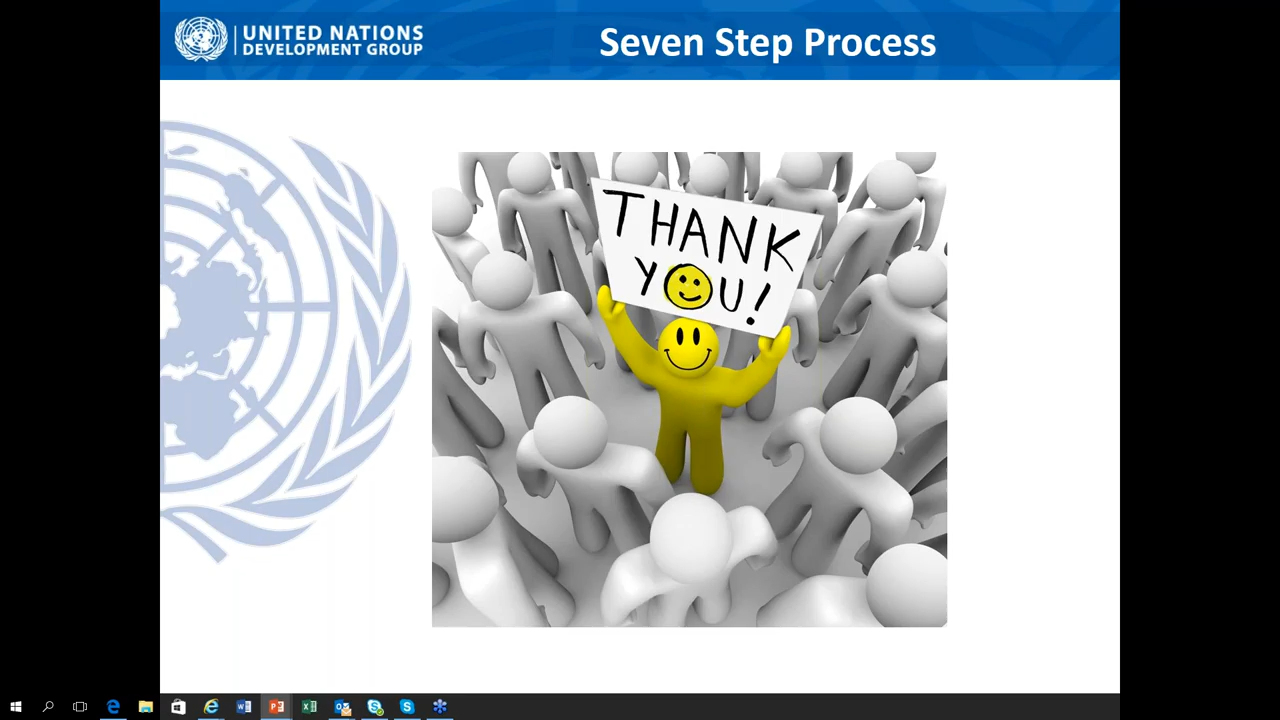 UNITED NATIONS
DEVELOPMENT GROUP
Seven Step Process
THANK
YOU!